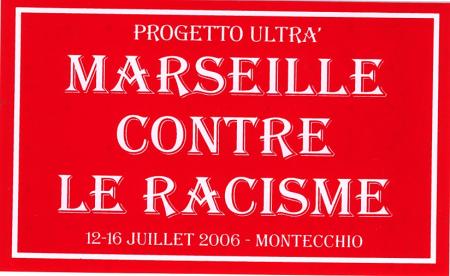 PROGETTO ULTRA'
MARSEILLE
CONTRE
LE RACISME
12-16 JUILLET 2006 - MONTECCHIO